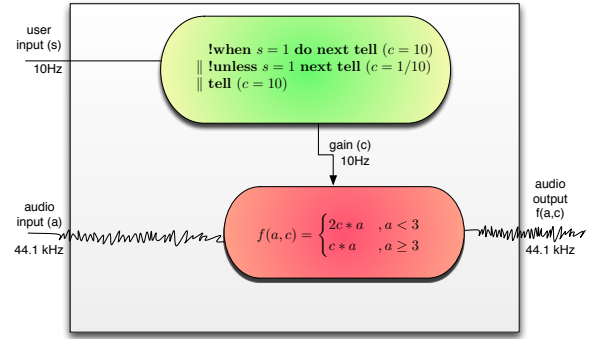 user
input (s)
10Hz
!when s = 1 do next tell (c = 10)
|| !unless s = 1 next tell (c = 1/10)
|| tell (c = 10)
gain (c)
10Hz
audio
input (a)
44.1 kHz
f(a, c) = { 2c * a , a < 3
c * a , a ≥ 3
audio
output
f(a,c)
44.1 kHz